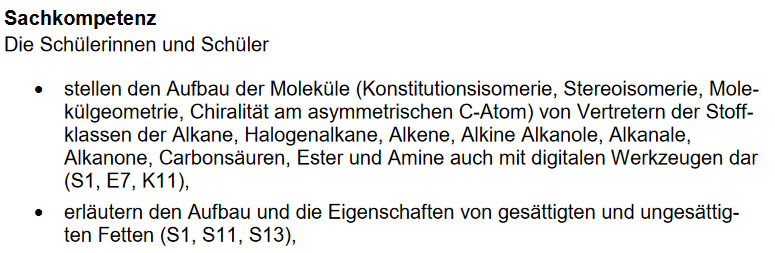 Sachkompetenz
Die Schülerinnen und Schüler
• stellen den Aufbau der Moleküle (Konstitutionsisomerie, Stereoisomerie, Mole-
külgeometrie, Chiralität am asymmetrischen C-Atom) von Vertretern der Stoff-
klassen der Alkane, Halogenalkane, Alkene, Alkine Alkanole, Alkanale,
Alkanone, Carbonsäuren, Ester und Amine auch mit digitalen Werkzeugen dar
(S1, E7, K11),
• erläutern den Aufbau und die Eigenschaften von gesättigten und ungesättig-
ten Fetten (S1, S11, S13),